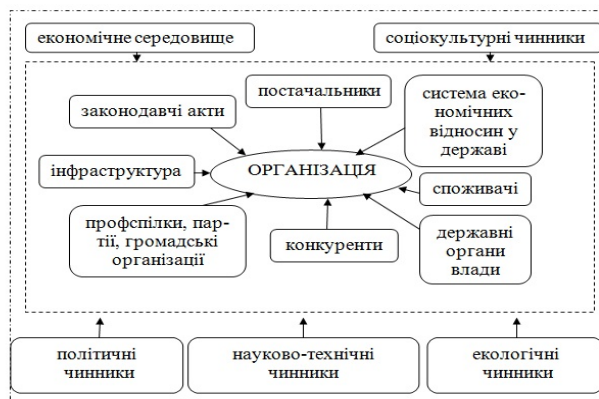 економічне середовище
соціокультурні чинники
постачальники
законодавчі акти
система еко-
номічних
відносин у
державі
інфраструктура
ОРГАНІЗАЦІЯ
споживачі
профспілки, пар-
тії, громадські
організації
конкуренти
державні
органи
влади
політичні
чинники
науково-технічні
чинники
екологічні
чинники